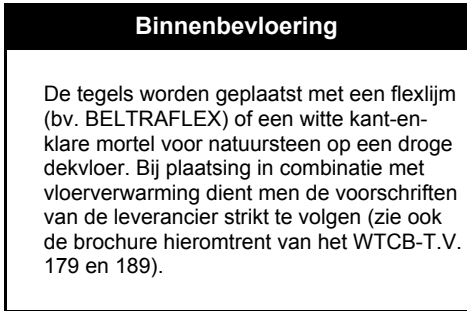 Binnenbevloering
De tegels worden geplaatst met een flexlijm
(bv. BELTRAFLEX) of een witte kant-en-
klare mortel voor natuursteen op een droge
dekvloer. Bij plaatsing in combinatie met
vloerverwarming dient men de voorschriften
van de leverancier strikt te volgen (zie ook
de brochure hieromtrent van het WTCB-T.V.
179 en 189).